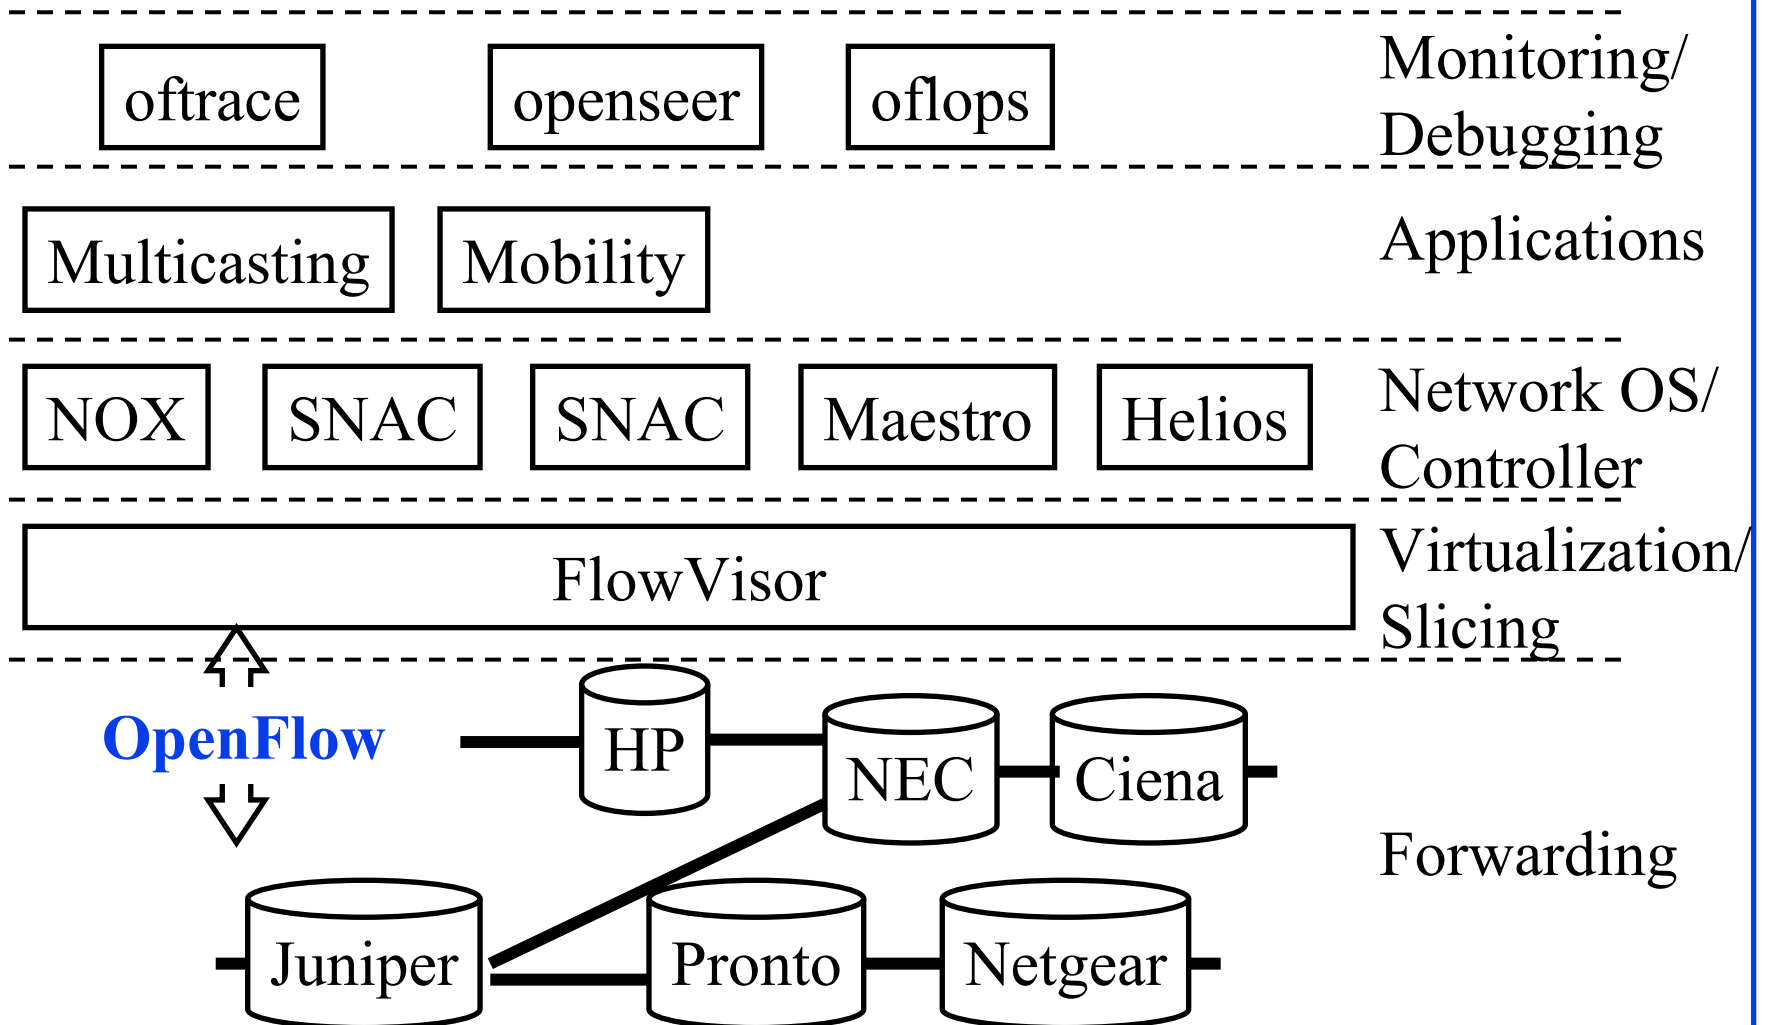 oftrace openseer oflops Monitoring/
Debugging
Multicasting Mobility Applications
NOX SNAC SNAC Maestro Helios Network OS/
Controller
FlowVisor Virtualization/
Slicing
OpenFlow HP NEC Ciena
Forwarding
Juniper Pronto Netgear